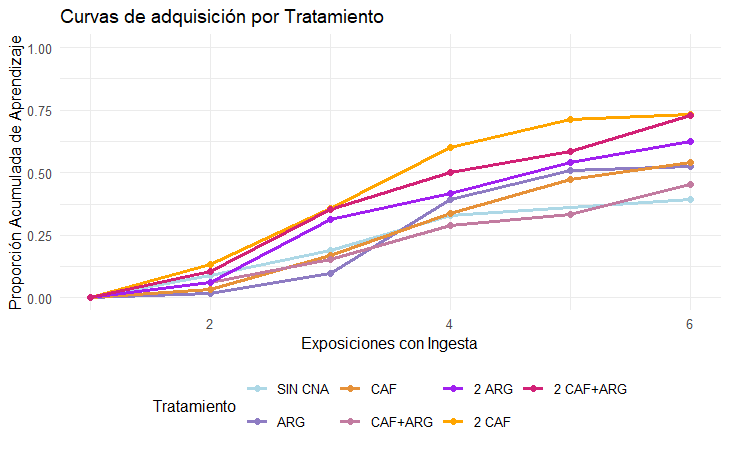 Curvas de adquisición por Tratamiento
Proporción Acumulada de Aprendizaje
1.00
0.75
0.50
0.25
0.00
2 4 6
Exposiciones con Ingesta
Tratamiento
SIN CNA CAF 2 ARG 2 CAF+ARG
ARG CAF+ARG 2 CAF